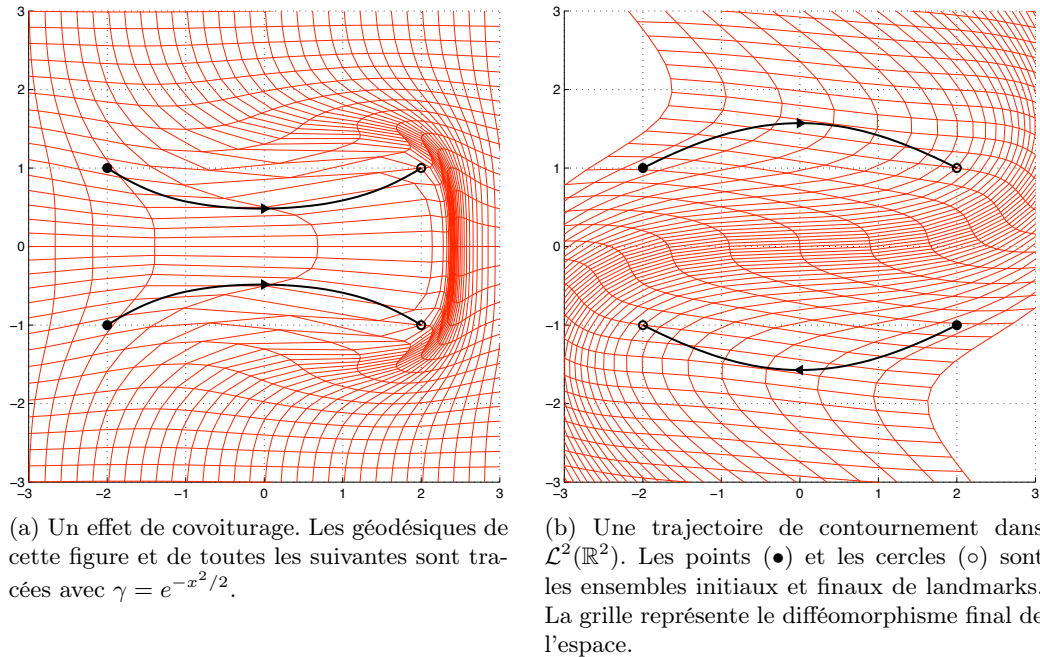 3
2
1
0
−1
−2
−3
−3 −2 −1 0 1 2 3
3
2
1
0
−1
−2
−3
−3 −2 −1 0 1 2 3
(a) Un effet de covoiturage. Les géodésiques de
cette figure et de toutes les suivantes sont tra-
cées avec γ = e^{−x²/2}.
(b) Une trajectoire de contournement dans
ℒ²(ℝ²). Les points (●) et les cercles (○) sont
les ensembles initiaux et finaux de landmarks.
La grille représente le difféomorphisme final de
l'espace.